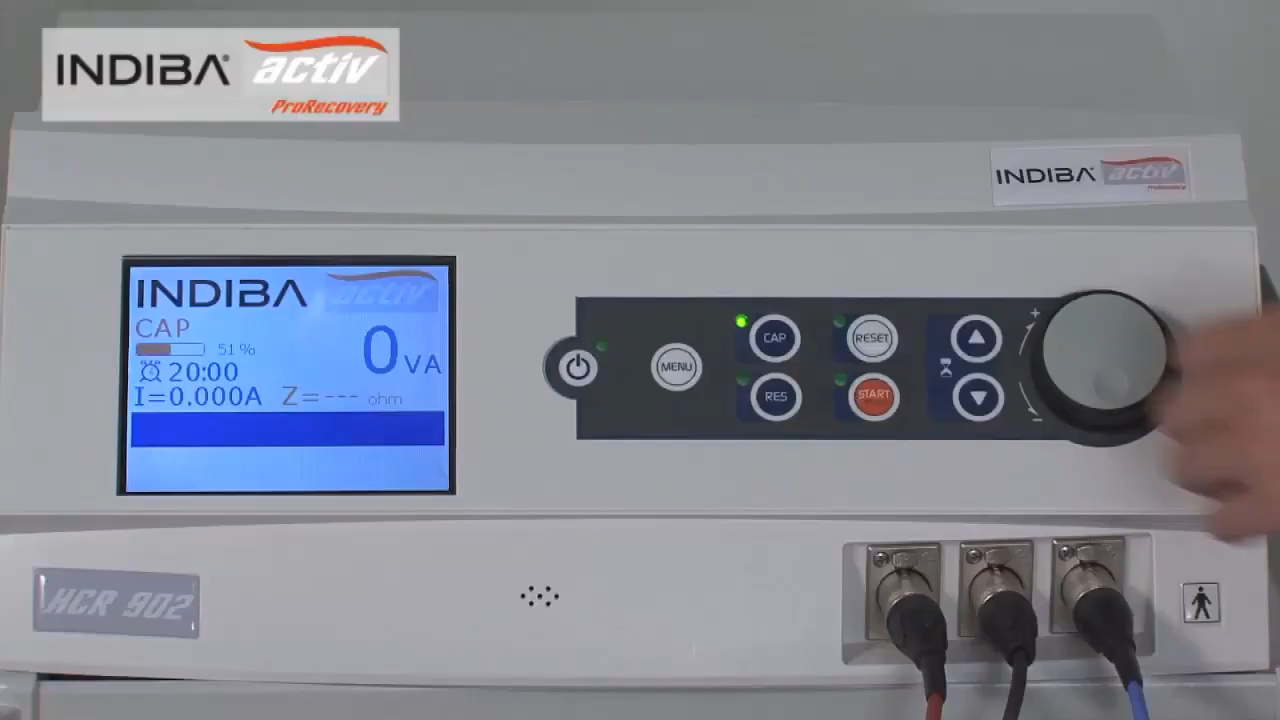 INDIBA® activ
ProRecovery
INDIBA® activ
ProRecovery
INDIBA activ
CAP
51 %
0 VA
20:00
I=0.000A Z=--- ohm
CAP
RESET
MENU
RES
START
+
−
HCR 902